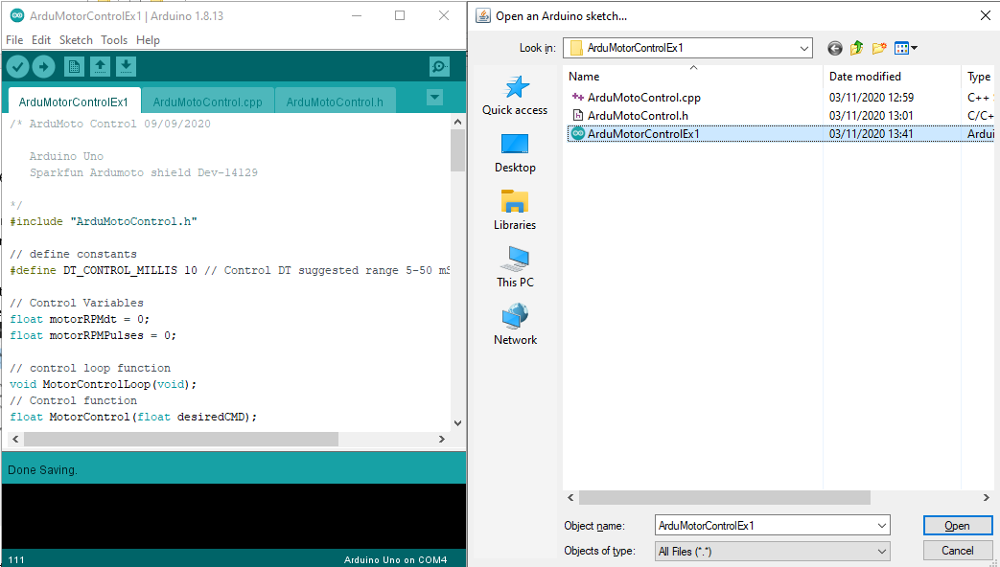 ArduMotorControlEx1 | Arduino 1.8.13
File Edit Sketch Tools Help
ArduMotorControlEx1 ArduMotoControl.cpp ArduMotoControl.h
/* ArduMoto Control 09/09/2020
Arduino Uno
Sparkfun Ardumoto shield Dev-14129
*/
#include "ArduMotoControl.h"
// define constants
#define DT_CONTROL_MILLIS 10 // Control DT suggested range 5-50 mS
// Control Variables
float motorRPMdt = 0;
float motorRPMPulses = 0;
// control loop function
void MotorControlLoop(void);
// Control function
float MotorControl(float desiredCMD);
Done Saving.
111 Arduino Uno on COM4
Open an Arduino sketch...
Look in: ArduMotorControlEx1
Quick access
Desktop
Libraries
This PC
Network
Name Date modified Type
ArduMotoControl.cpp 03/11/2020 12:59 C++
ArduMotoControl.h 03/11/2020 13:01 C/C+
ArduMotorControlEx1 03/11/2020 13:41 Ardui
Object name: ArduMotorControlEx1 Open
Objects of type: All Files (*.*) Cancel